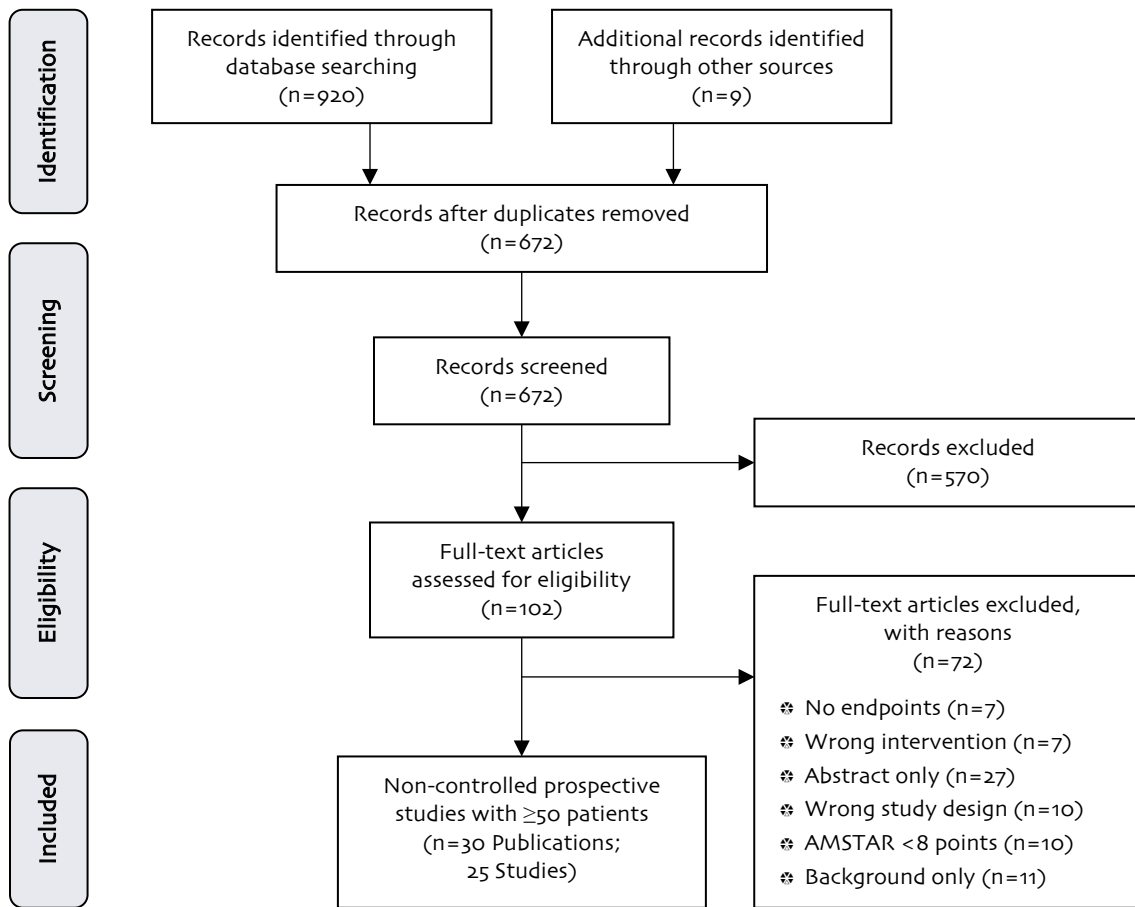 Identification
Records identified through
database searching
(n=920)
Additional records identified
through other sources
(n=9)
Records after duplicates removed
(n=672)
Screening
Records screened
(n=672)
Records excluded
(n=570)
Eligibility
Full-text articles
assessed for eligibility
(n=102)
Full-text articles excluded,
with reasons
(n=72)
No endpoints (n=7)
Wrong intervention (n=7)
Abstract only (n=27)
Wrong study design (n=10)
AMSTAR <8 points (n=10)
Background only (n=11)
Included
Non-controlled prospective
studies with ≥50 patients
(n=30 Publications;
25 Studies)